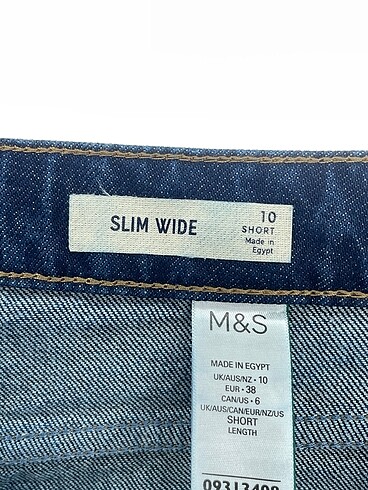 SLIM WIDE
10
SHORT
Made in
Egypt
M&S
MADE IN EGYPT
UK/AUS/NZ • 10
EUR • 38
CAN/US • 6
UK/AUS/CAN/EUR/NZ/US
SHORT
LENGTH